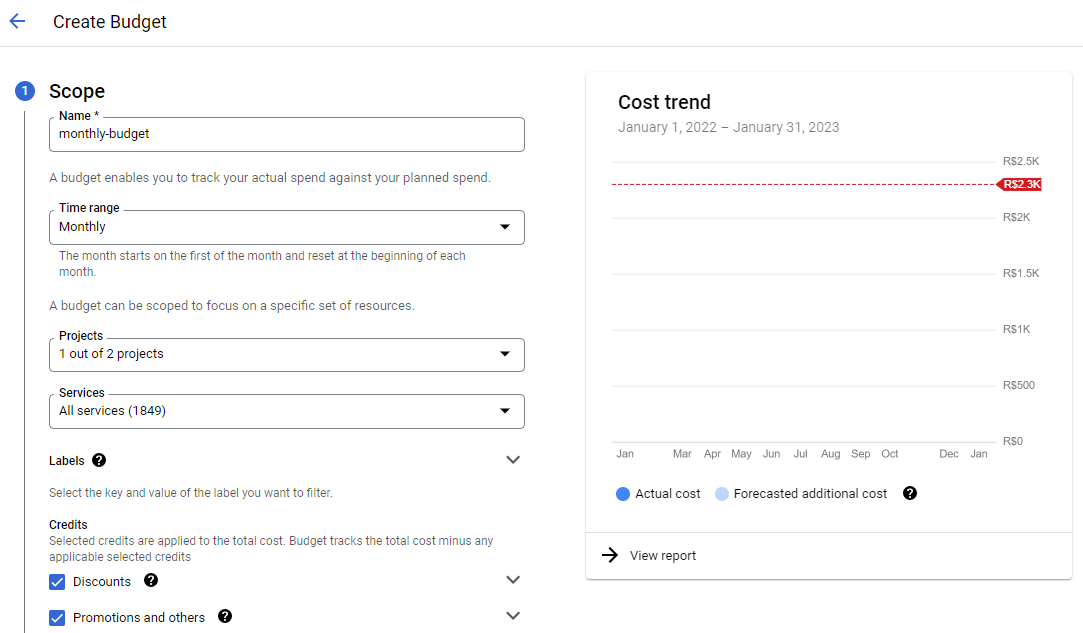 Create Budget
1 Scope
Name *
monthly-budget
A budget enables you to track your actual spend against your planned spend.
Time range
Monthly
The month starts on the first of the month and reset at the beginning of each
month.
A budget can be scoped to focus on a specific set of resources.
Projects
1 out of 2 projects
Services
All services (1849)
Labels ?
Select the key and value of the label you want to filter.
Credits
Selected credits are applied to the total cost. Budget tracks the total cost minus any
applicable selected credits
Discounts ?
Promotions and others ?
Cost trend
January 1, 2022 – January 31, 2023
R$2.5K
R$2.3K
R$2K
R$1.5K
R$1K
R$500
R$0
Jan Mar Apr May Jun Jul Aug Sep Oct Dec Jan
Actual cost Forecasted additional cost ?
View report